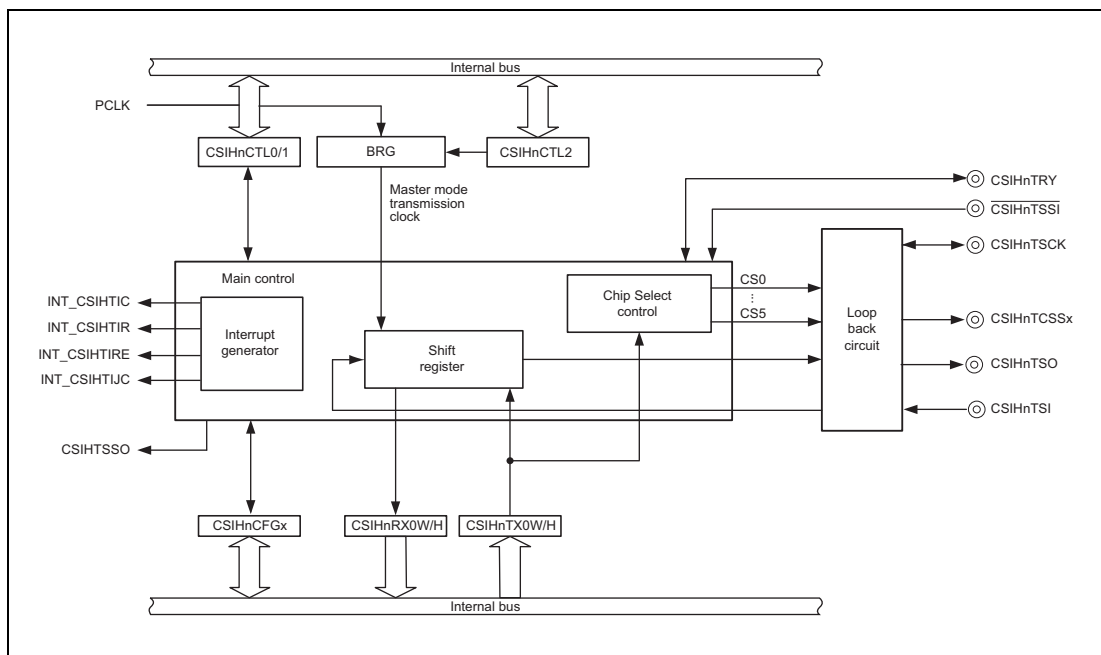 Internal bus
PCLK
CSIHnCTL0/1
BRG
CSIHnCTL2
Master mode
transmission
clock
CSIHnTRY
CSIHnTSSI
CSIHnTSCK
Main control
CS0
⋮
CS5
Chip Select
control
Loop
back
circuit
INT_CSIHTIC
INT_CSIHTIR
INT_CSIHTIRE
INT_CSIHTIJC
Interrupt
generator
Shift
register
CSIHnTCSSx
CSIHnTSO
CSIHnTSI
CSIHTSSO
CSIHnCFGx
CSIHnRX0W/H
CSIHnTX0W/H
Internal bus